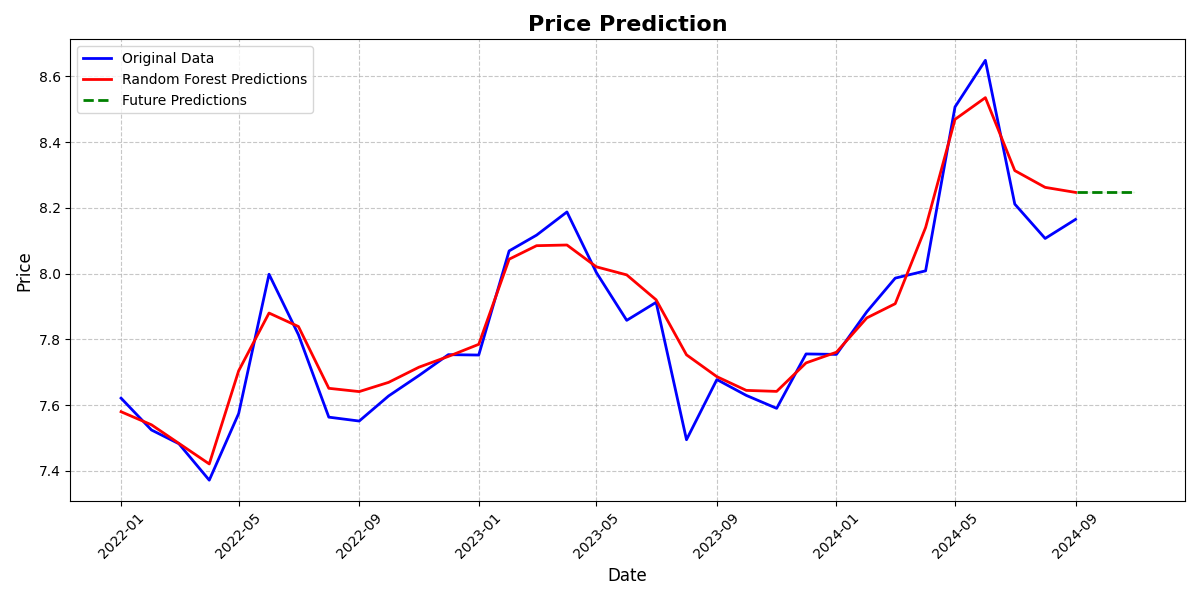 Price Prediction
Original Data
Random Forest Predictions
Future Predictions
8.6
8.4
8.2
8.0
7.8
7.6
7.4
Price
2022-01
2022-05
2022-09
2023-01
2023-05
2023-09
2024-01
2024-05
2024-09
Date